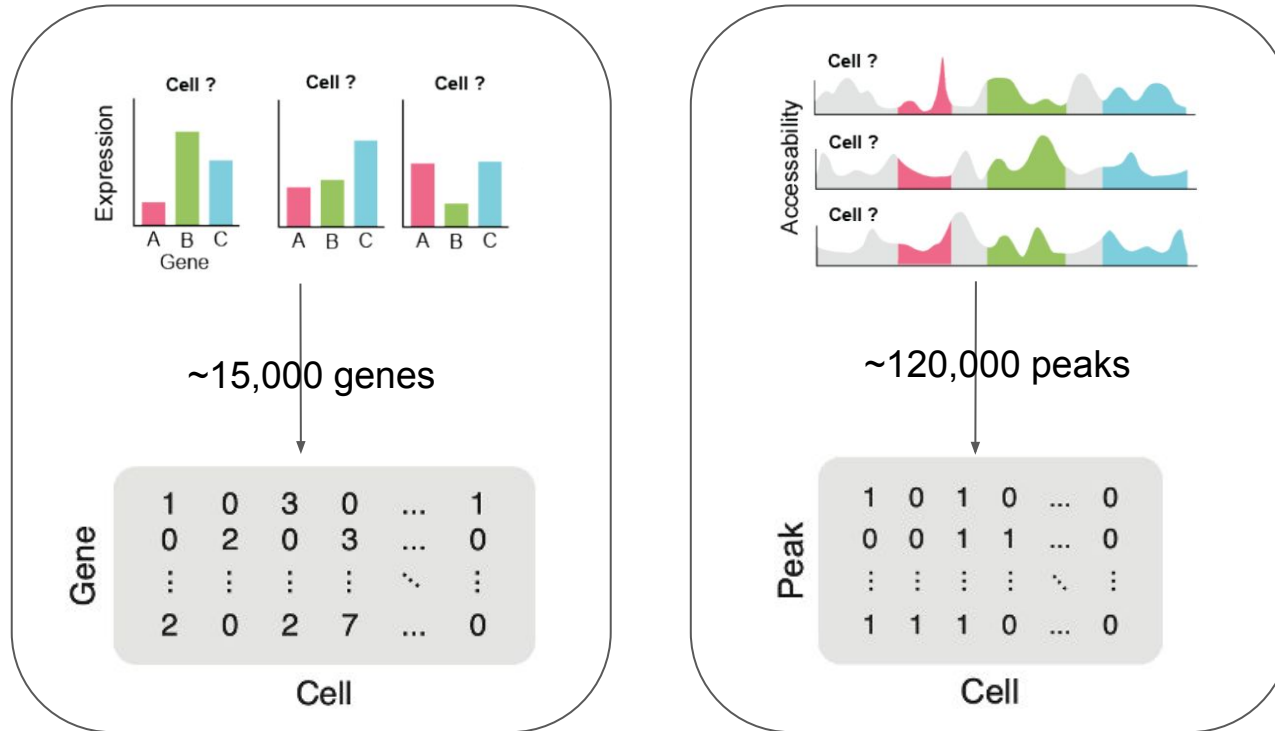 Cell ? Cell ? Cell ?
Expression
A B C A B C A B C
Gene
~15,000 genes
1 0 3 0 ... 1
0 2 0 3 ... 0
⋮ ⋮ ⋮ ⋮ ⋱ ⋮
2 0 2 7 ... 0
Gene
Cell
Cell ?
Cell ?
Cell ?
Accessability
~120,000 peaks
1 0 1 0 ... 0
0 0 1 1 ... 0
⋮ ⋮ ⋮ ⋮ ⋱ ⋮
1 1 1 0 ... 0
Peak
Cell